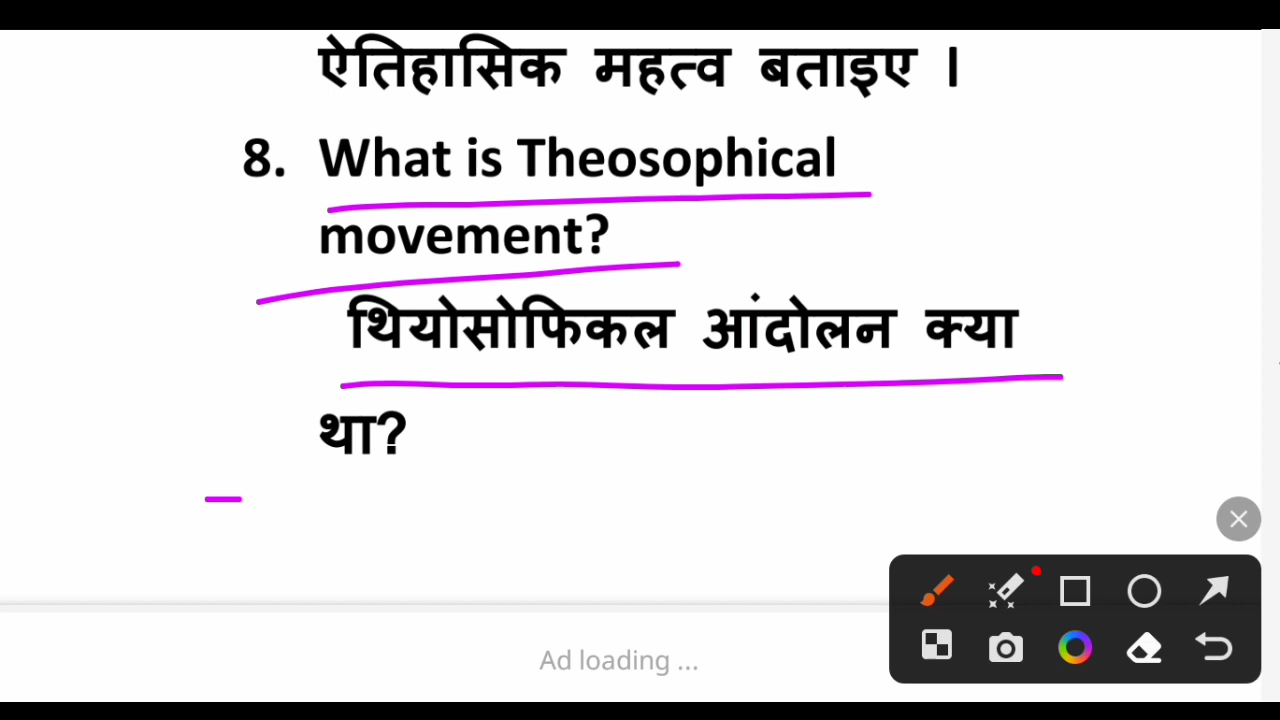 ऐतिहासिक महत्व बताइए ।
8. What is Theosophical
movement?
थियोसोफिकल आंदोलन क्या
था?
Ad loading ...